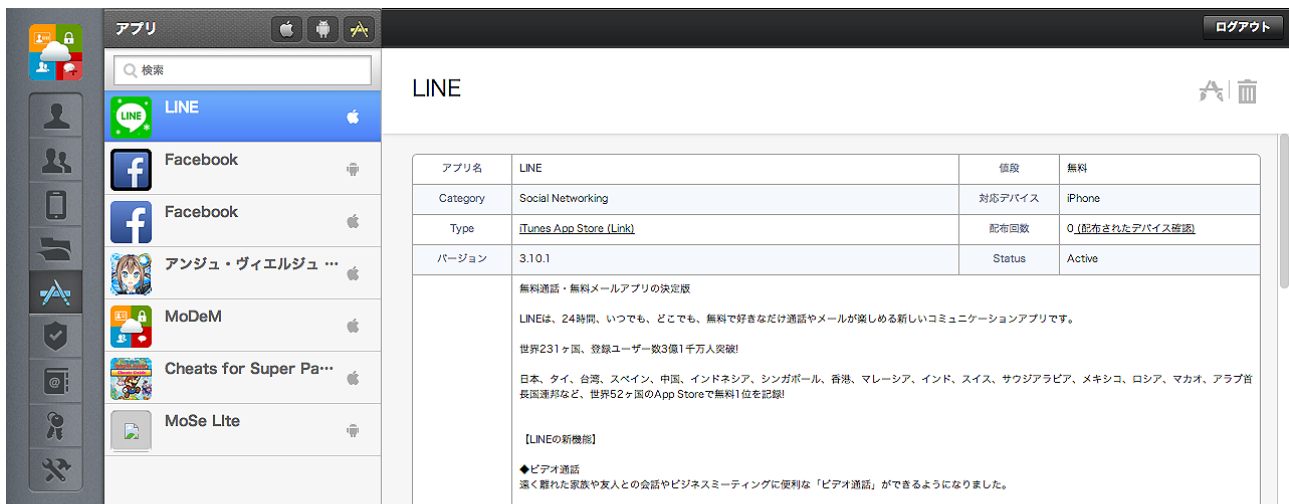 アプリ
ログアウト
検索
LINE
LINE
Facebook
Facebook
アンジュ・ヴィエルジュ …
MoDeM
Cheats for Super Pa…
MoSe LIte
LINE
アプリ名 LINE 値段 無料
Category Social Networking 対応デバイス iPhone
Type iTunes App Store (Link) 配布回数 0 (配布されたデバイス確認)
バージョン 3.10.1 Status Active
無料通話・無料メールアプリの決定版
LINEは、24時間、いつでも、どこでも、無料で好きなだけ通話やメールが楽しめる新しいコミュニケーションアプリです。
世界231ヶ国、登録ユーザー数3億1千万人突破!
日本、タイ、台湾、スペイン、中国、インドネシア、シンガポール、香港、マレーシア、インド、スイス、サウジアラビア、メキシコ、ロシア、マカオ、アラブ首
長国連邦など、世界52ヶ国のApp Storeで無料1位を記録!
【LINEの新機能】
◆ビデオ通話
遠く離れた家族や友人との会話やビジネスミーティングに便利な「ビデオ通話」ができるようになりました。